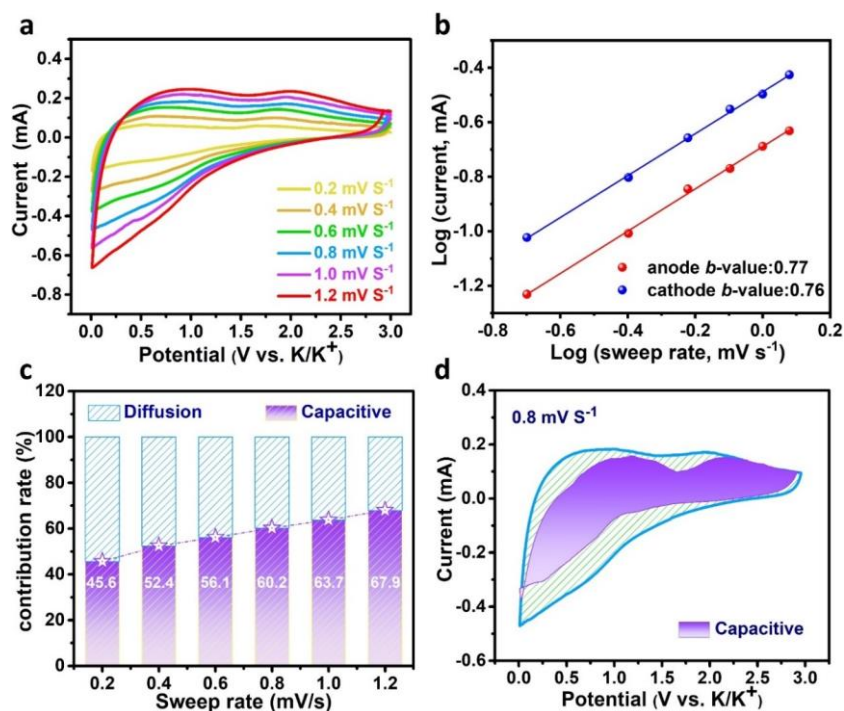 a
Current (mA)
0.4
0.2
0.0
-0.2
-0.4
-0.6
-0.8
0.2 mV S⁻¹
0.4 mV S⁻¹
0.6 mV S⁻¹
0.8 mV S⁻¹
1.0 mV S⁻¹
1.2 mV S⁻¹
0.0 0.5 1.0 1.5 2.0 2.5 3.0
Potential (V vs. K/K⁺)
b
Log (current, mA)
-0.4
-0.6
-0.8
-1.0
-1.2
anode b-value:0.77
cathode b-value:0.76
-0.8 -0.6 -0.4 -0.2 0.0 0.2
Log (sweep rate, mV s⁻¹)
c
contribution rate (%)
120
100
80
60
40
20
0
Diffusion
Capacitive
45.6 52.4 56.1 60.2 63.7 67.9
0.2 0.4 0.6 0.8 1.0 1.2
Sweep rate (mV/s)
d
Current (mA)
0.4
0.2
0.0
-0.2
-0.4
-0.6
0.8 mV S⁻¹
Capacitive
0.0 0.5 1.0 1.5 2.0 2.5 3.0
Potential (V vs. K/K⁺)